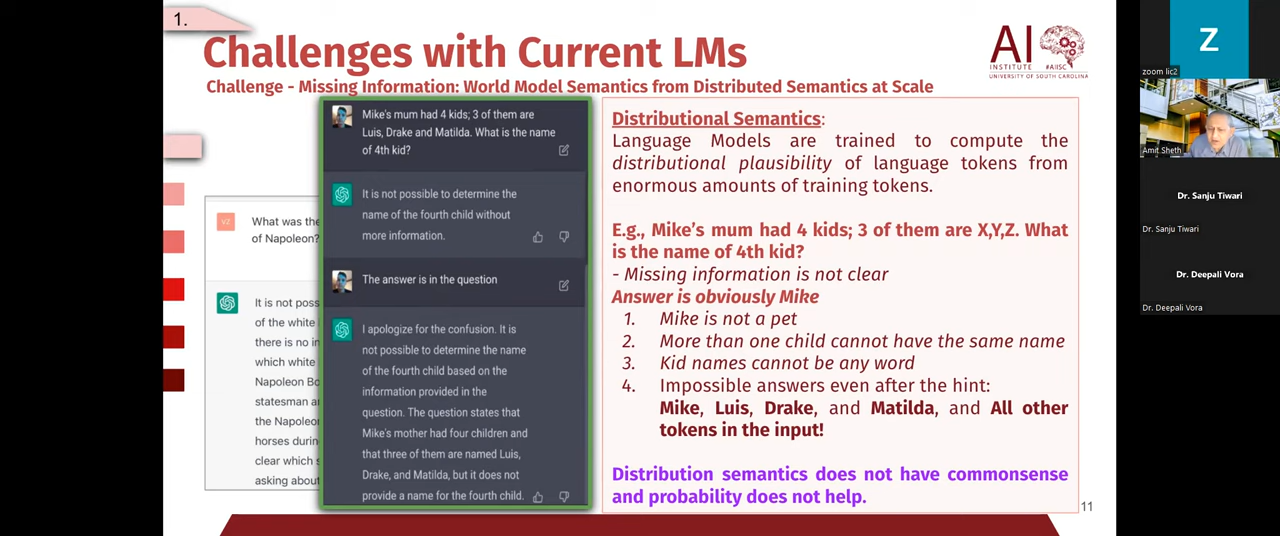 1.
Challenges with Current LMs
Challenge - Missing Information: World Model Semantics from Distributed Semantics at Scale
AI
INSTITUTE #AIISC
UNIVERSITY OF SOUTH CAROLINA
V2
What was the
of Napoleon?
It is not poss
of the white
there is no in
which white
Napoleon Bo
statesman a
the Napoleo
horses durin
clear which s
asking about
Mike's mum had 4 kids; 3 of them are
Luis, Drake and Matilda. What is the name
of 4th kid?
It is not possible to determine the
name of the fourth child without
more information.
The answer is in the question
I apologize for the confusion. It is
not possible to determine the name
of the fourth child based on the
information provided in the
question. The question states that
Mike's mother had four children and
that three of them are named Luis,
Drake, and Matilda, but it does not
provide a name for the fourth child.
Distributional Semantics:
Language Models are trained to compute the
distributional plausibility of language tokens from
enormous amounts of training tokens.
E.g., Mike's mum had 4 kids; 3 of them are X,Y,Z. What
is the name of 4th kid?
- Missing information is not clear
Answer is obviously Mike
1. Mike is not a pet
2. More than one child cannot have the same name
3. Kid names cannot be any word
4. Impossible answers even after the hint:
Mike, Luis, Drake, and Matilda, and All other
tokens in the input!
Distribution semantics does not have commonsense
and probability does not help.
11
Z
zoom lic2
Amit Sheth
Dr. Sanju Tiwari
Dr. Sanju Tiwari
Dr. Deepali Vora
Dr. Deepali Vora